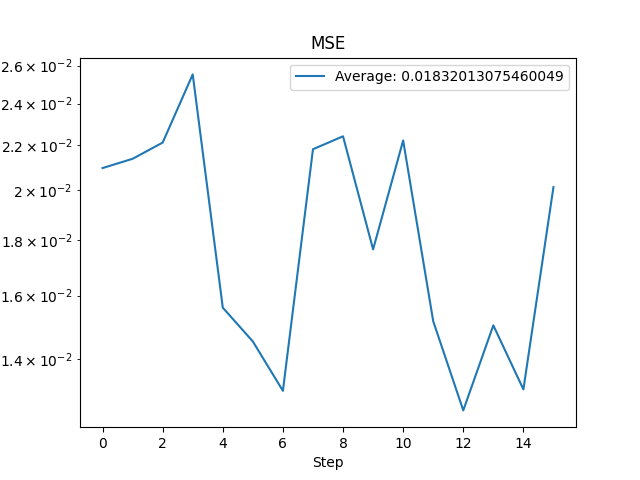 MSE
Average: 0.01832013075460049
2.6 × 10⁻²
2.4 × 10⁻²
2.2 × 10⁻²
2 × 10⁻²
1.8 × 10⁻²
1.6 × 10⁻²
1.4 × 10⁻²
0 2 4 6 8 10 12 14
Step